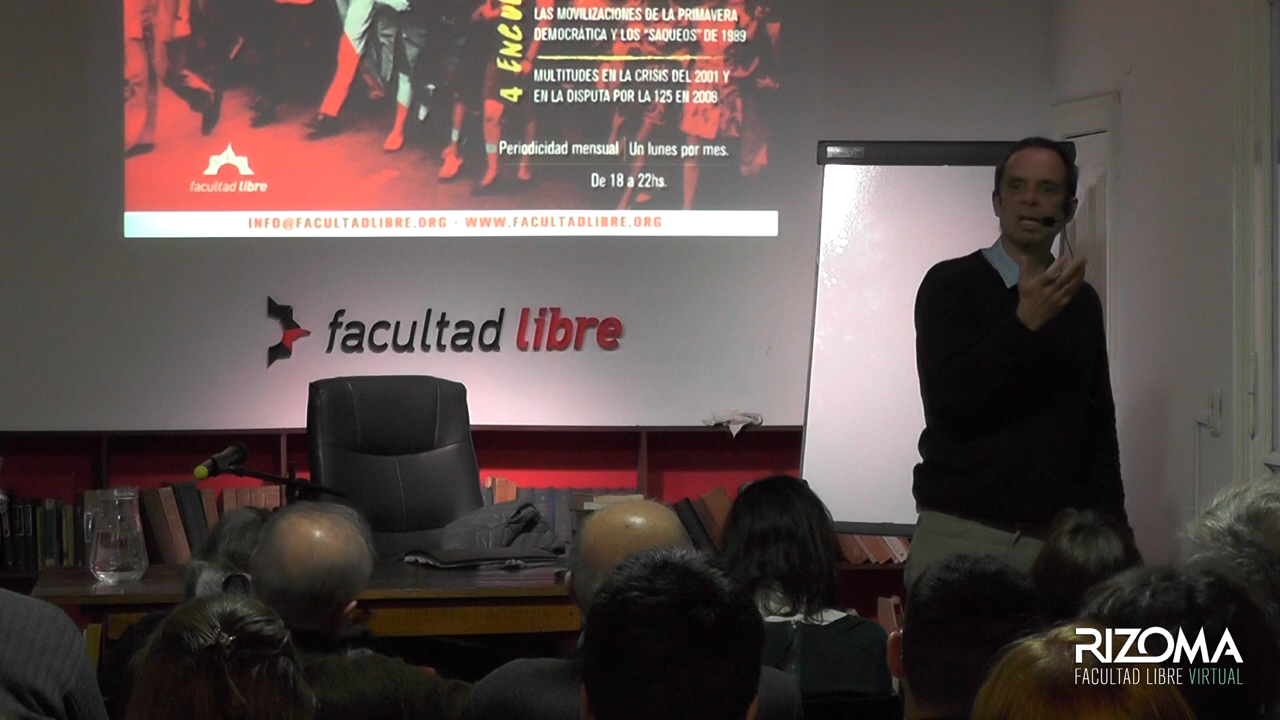 4 ENCU
LAS MOVILIZACIONES DE LA PRIMAVERA
DEMOCRÁTICA Y LOS "SAQUEOS" DE 1989
MULTITUDES EN LA CRISIS DEL 2001 Y
EN LA DISPUTA POR LA 125 EN 2008
Periodicidad mensual | Un lunes por mes.
De 18 a 22hs.
facultad libre
INFO@FACULTADLIBRE.ORG - WWW.FACULTADLIBRE.ORG
facultad libre
RIZOMA
FACULTAD LIBRE VIRTUAL